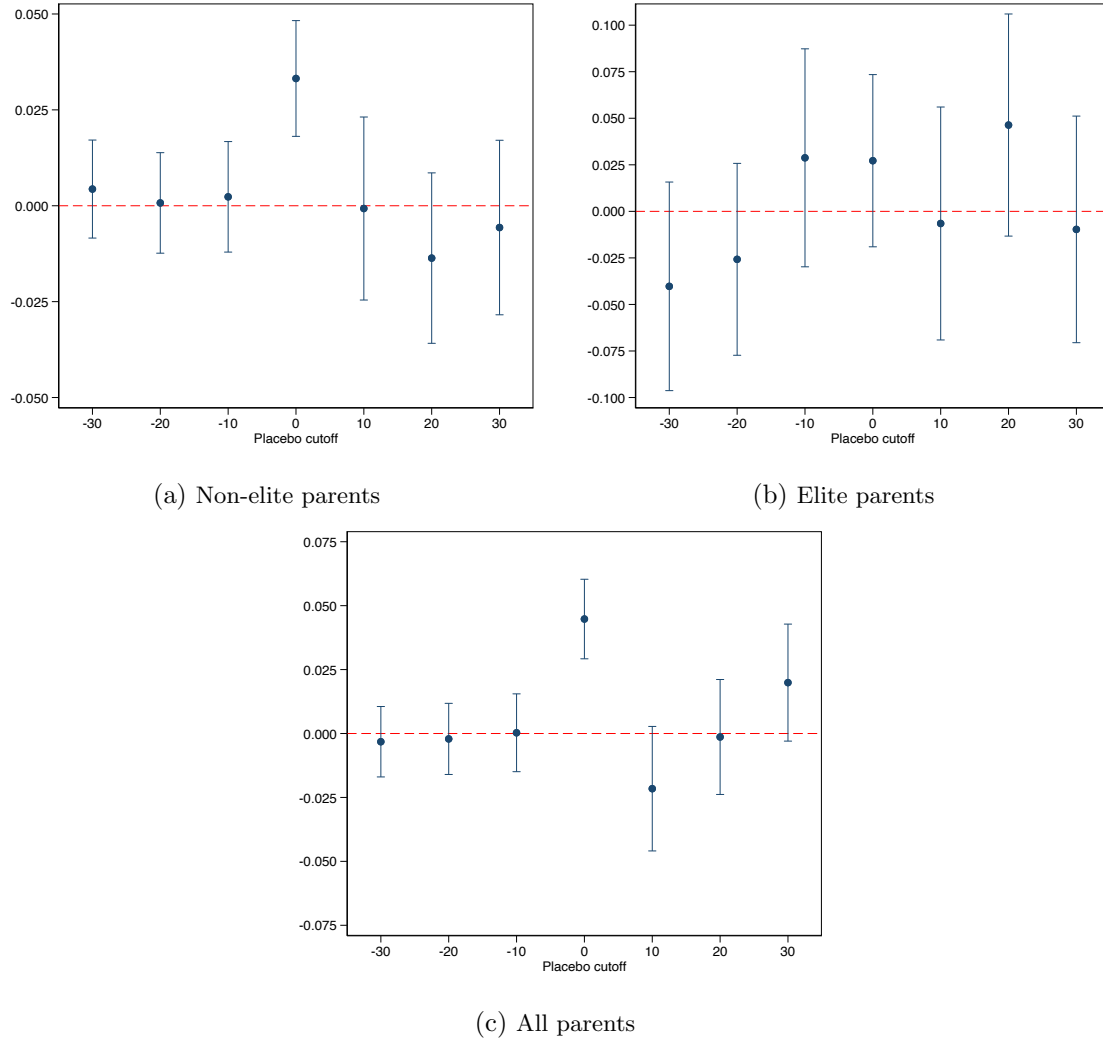 0.050
0.025
0.000
-0.025
-0.050
-30 -20 -10 0 10 20 30
Placebo cutoff
(a) Non-elite parents
0.100
0.075
0.050
0.025
0.000
-0.025
-0.050
-0.075
-0.100
-30 -20 -10 0 10 20 30
Placebo cutoff
(b) Elite parents
0.075
0.050
0.025
0.000
-0.025
-0.050
-0.075
-30 -20 -10 0 10 20 30
Placebo cutoff
(c) All parents